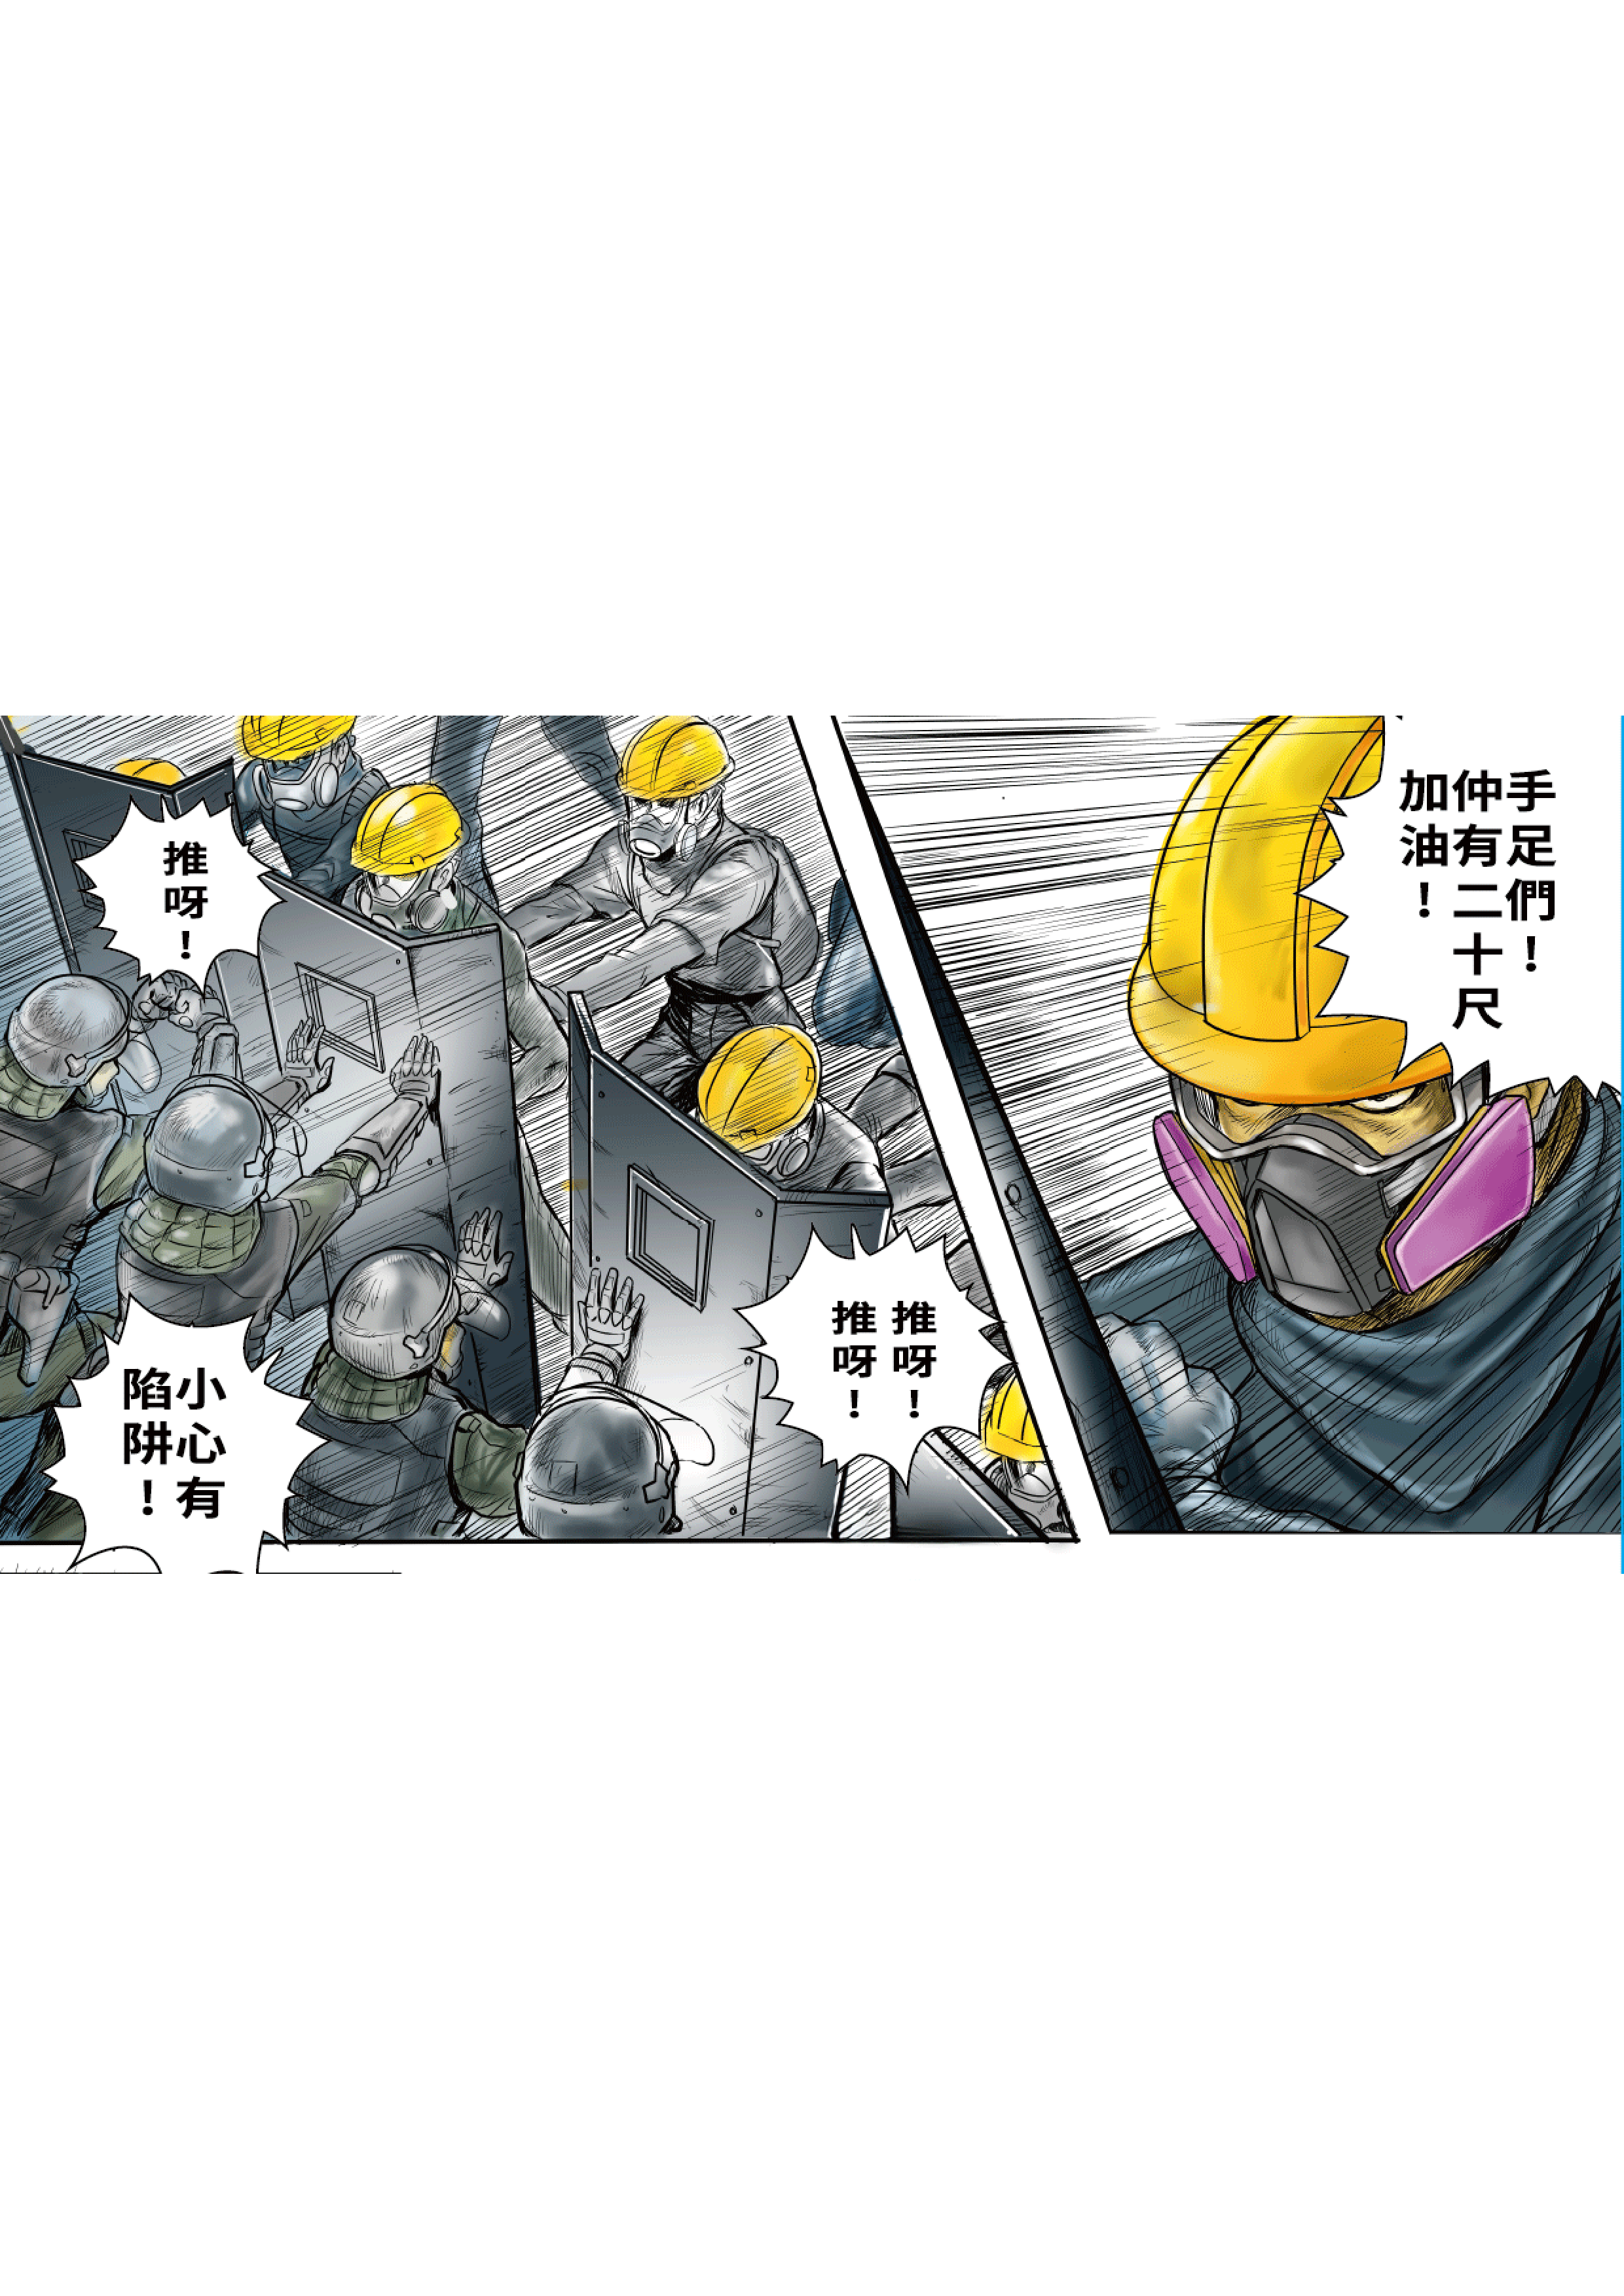 手足們！
仲有二十尺
加油！
推呀！
推呀！
推呀！
小心有
陷阱！